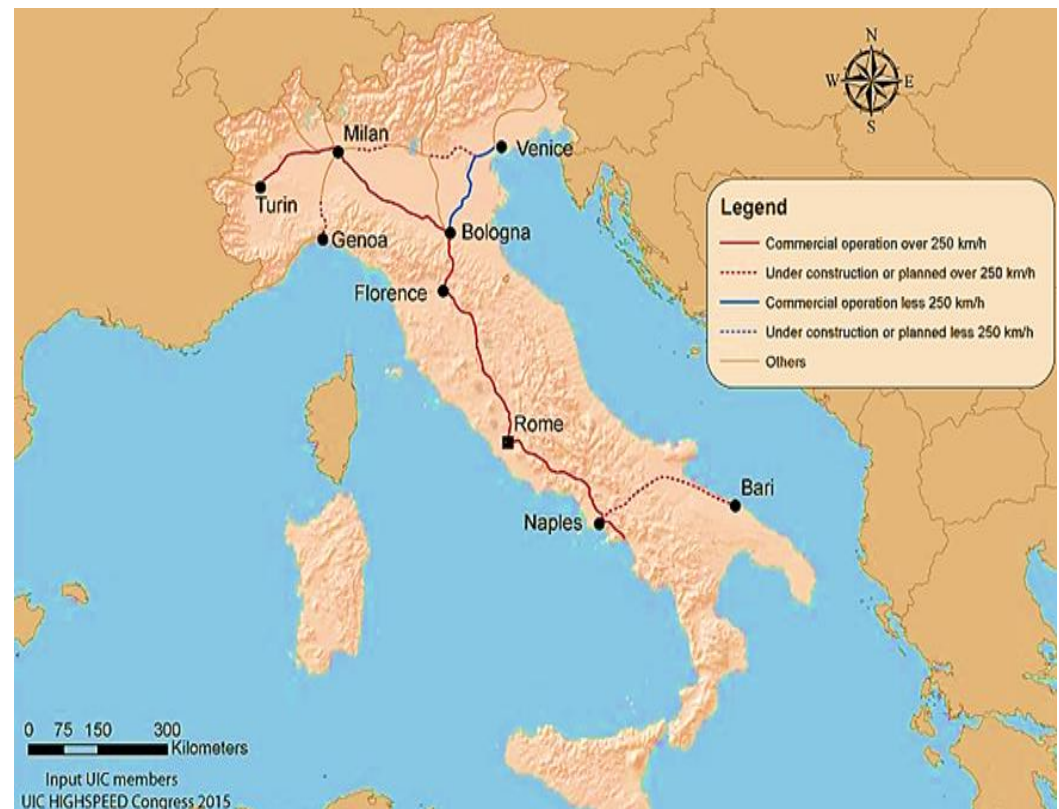 N
W E
S
Milan
Venice
Turin
Genoa
Bologna
Florence
Rome
Bari
Naples
Legend
Commercial operation over 250 km/h
Under construction or planned over 250 km/h
Commercial operation less 250 km/h
Under construction or planned less 250 km/h
Others
0 75 150 300
Kilometers
Input UIC members
UIC HIGHSPEED Congress 2015